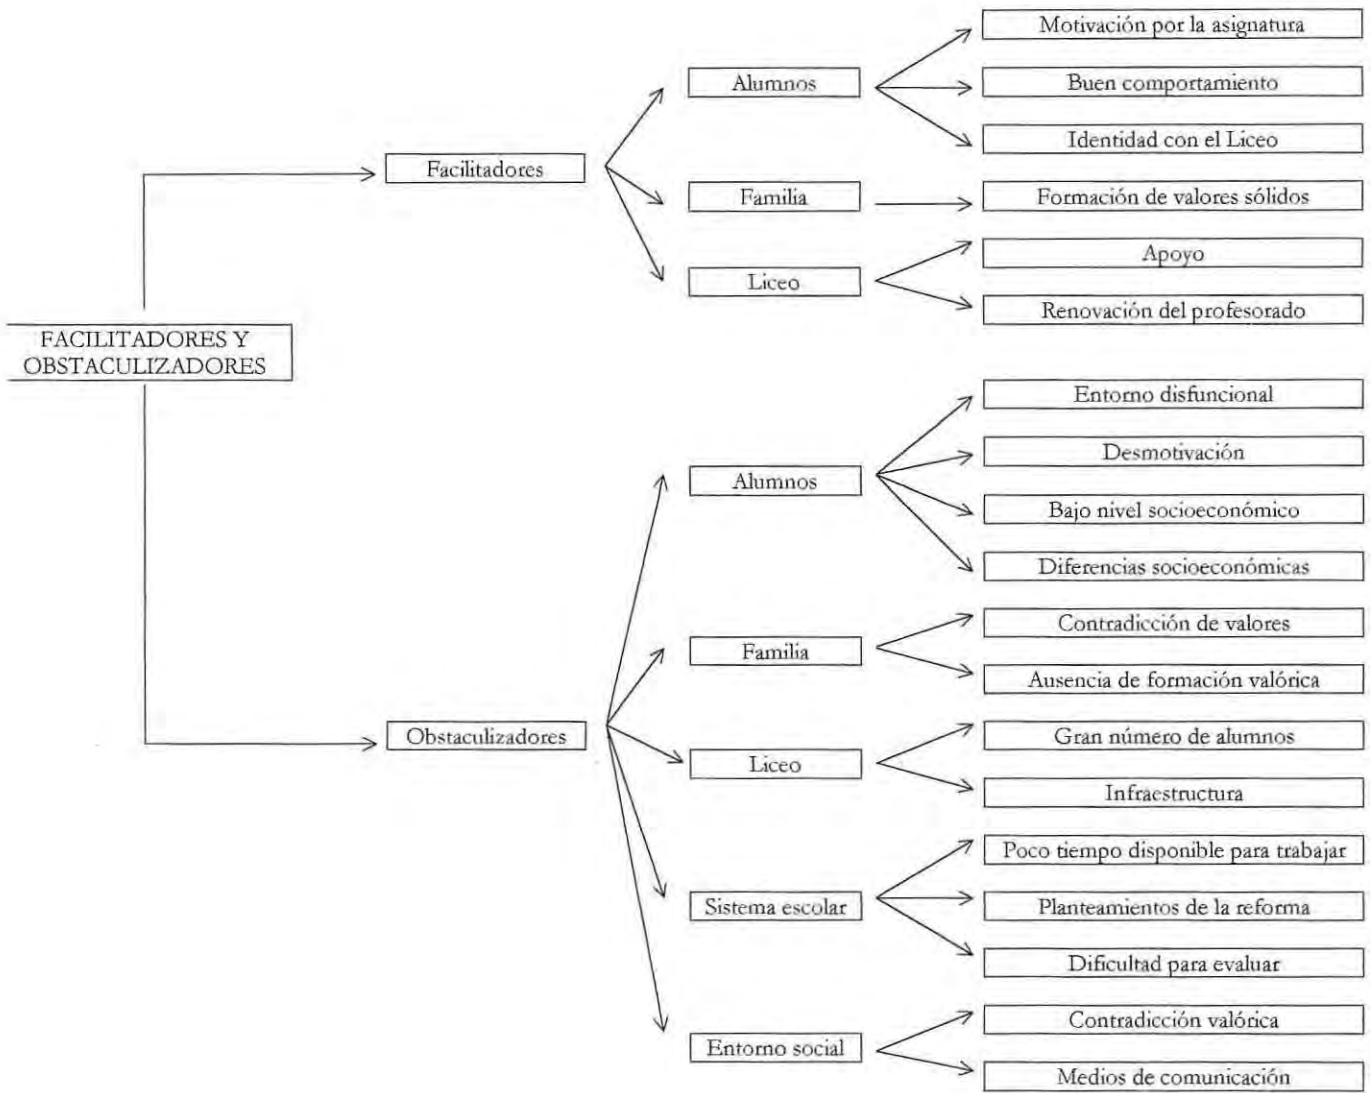 FACILITADORES Y
OBSTACULIZADORES
Facilitadores
Alumnos
Motivación por la asignatura
Buen comportamiento
Identidad con el Liceo
Familia
Formación de valores sólidos
Liceo
Apoyo
Renovación del profesorado
Obstaculizadores
Alumnos
Entorno disfuncional
Desmotivación
Bajo nivel socioeconómico
Diferencias socioeconómicas
Familia
Contradicción de valores
Ausencia de formación valórica
Liceo
Gran número de alumnos
Infraestructura
Sistema escolar
Poco tiempo disponible para trabajar
Planteamientos de la reforma
Dificultad para evaluar
Entorno social
Contradicción valórica
Medios de comunicación